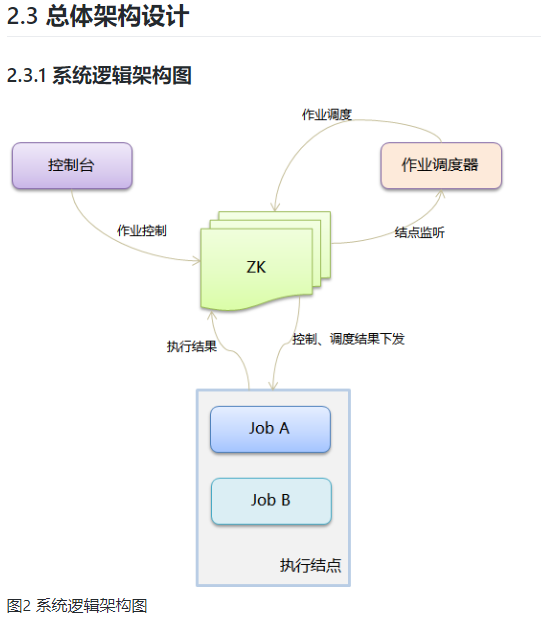 2.3 总体架构设计
2.3.1 系统逻辑架构图
作业调度
控制台
作业调度器
作业控制
结点监听
ZK
执行结果
控制、调度结果下发
Job A
Job B
执行结点
图2 系统逻辑架构图